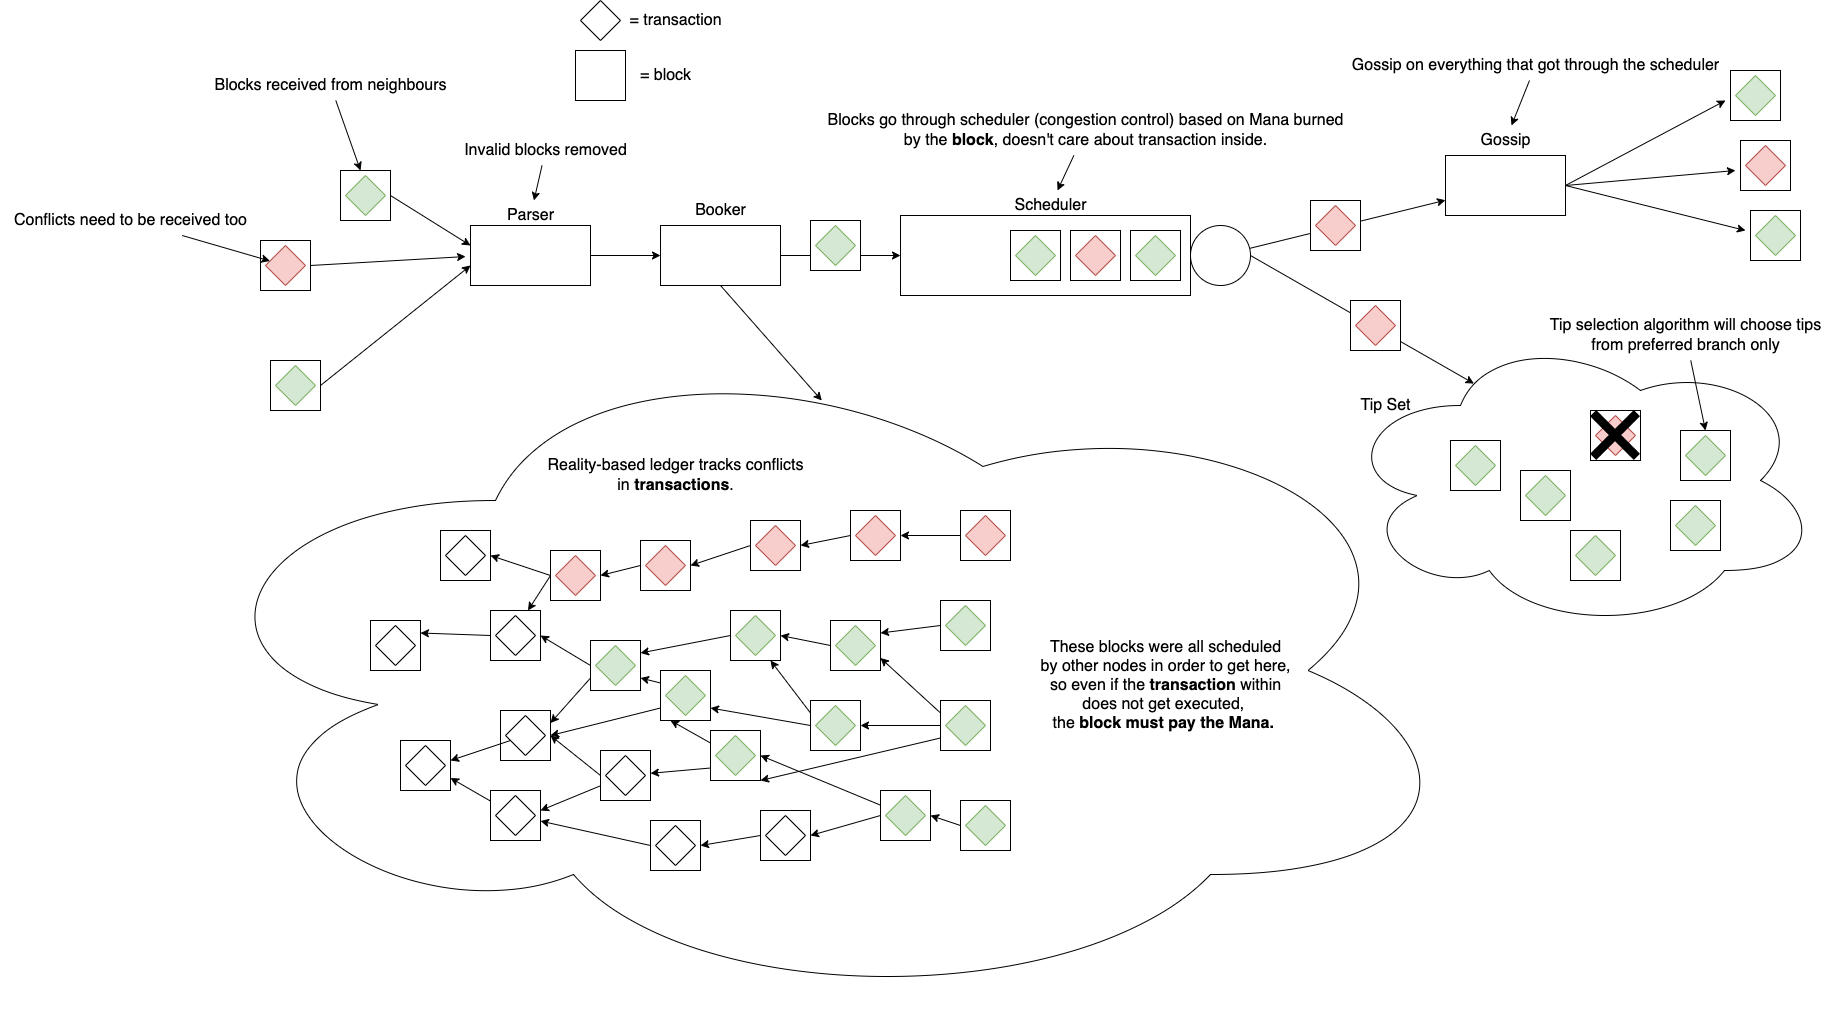 = transaction
= block
Blocks received from neighbours
Gossip on everything that got through the scheduler
Blocks go through scheduler (congestion control) based on Mana burned
by the block, doesn't care about transaction inside.
Invalid blocks removed
Gossip
Conflicts need to be received too
Parser
Booker
Scheduler
Tip selection algorithm will choose tips
from preferred branch only
Tip Set
Reality-based ledger tracks conflicts
in transactions.
These blocks were all scheduled
by other nodes in order to get here,
so even if the transaction within
does not get executed,
the block must pay the Mana.